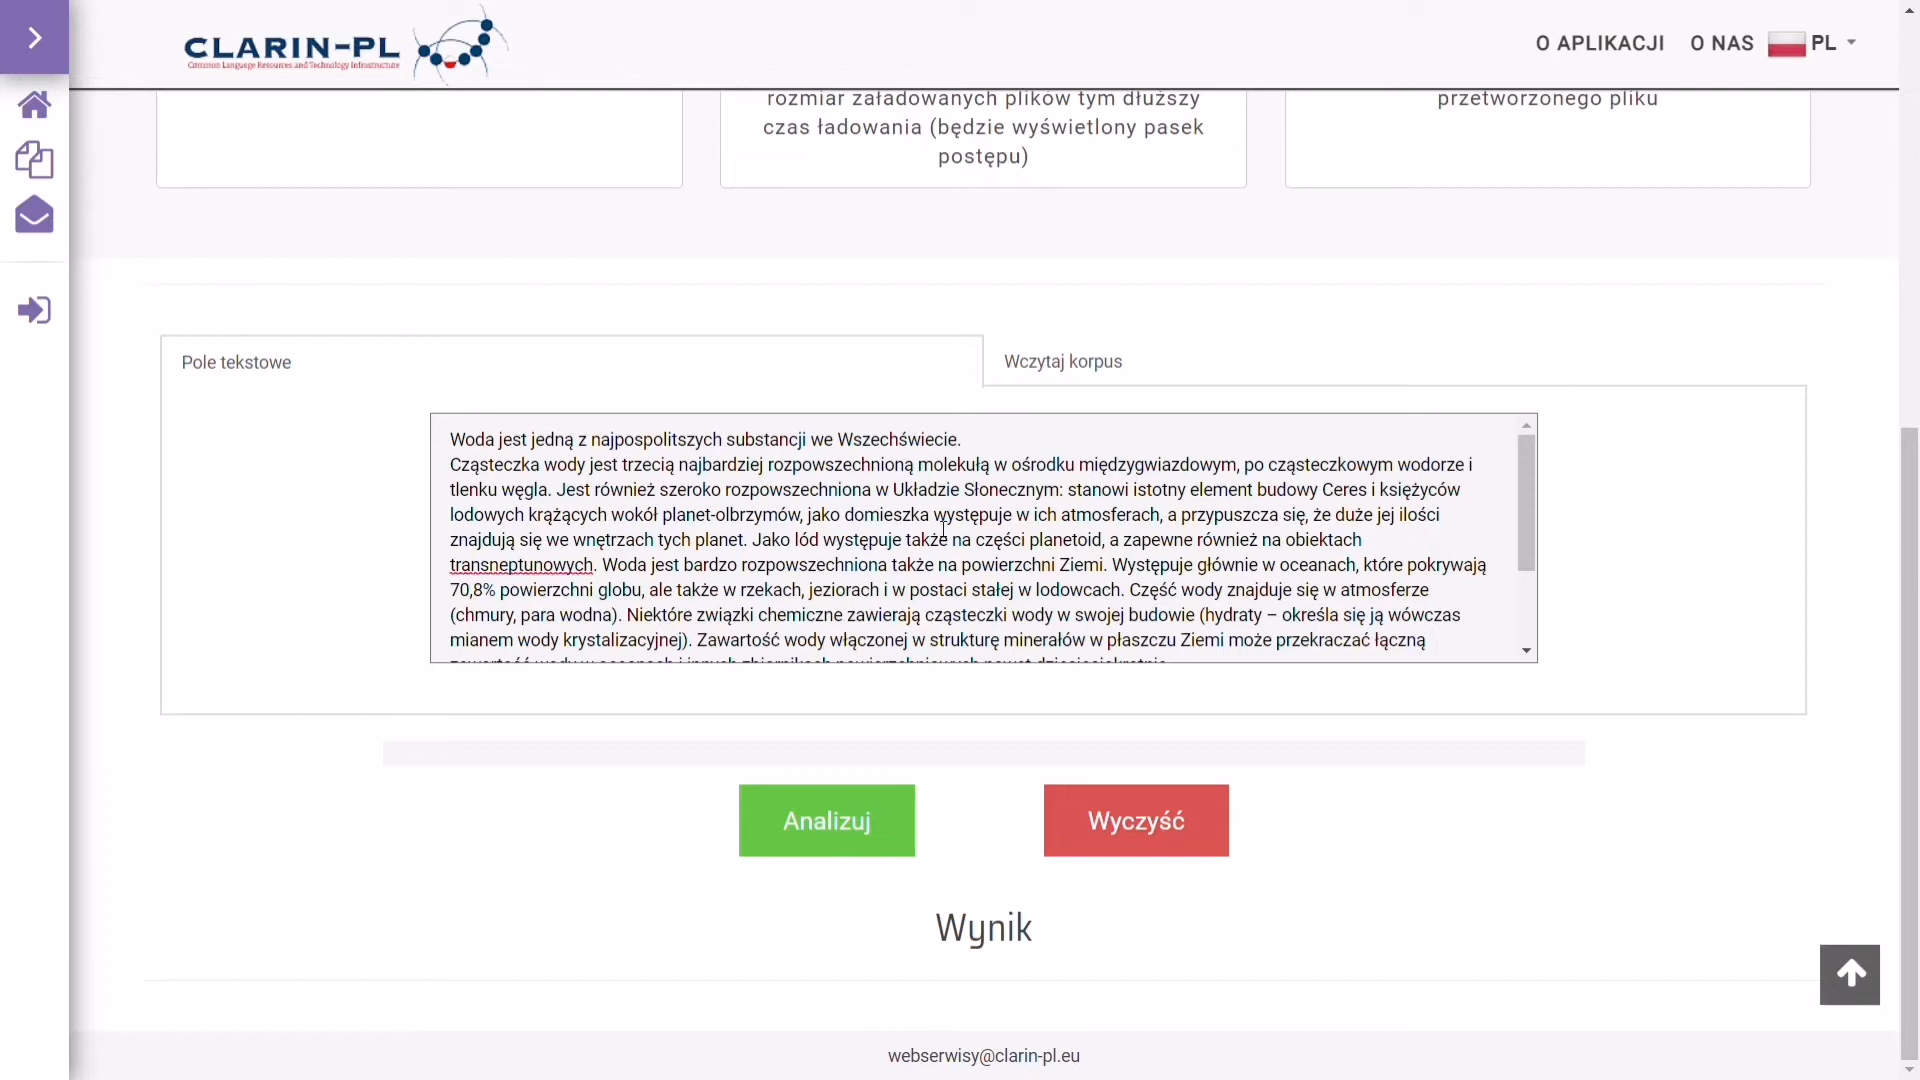 CLARIN-PL
Common Language Resources and Technology Infrastructure
O APLIKACJI
O NAS
PL
rozmiar załadowanych plików tym dłuższy
czas ładowania (będzie wyświetlony pasek
postępu)
przetworzonego pliku
Pole tekstowe
Wczytaj korpus
Woda jest jedną z najpospolitszych substancji we Wszechświecie.
Cząsteczka wody jest trzecią najbardziej rozpowszechnioną molekułą w ośrodku międzygwiazdowym, po cząsteczkowym wodorze i
tlenku węgla. Jest również szeroko rozpowszechniona w Układzie Słonecznym: stanowi istotny element budowy Ceres i księżyców
lodowych krążących wokół planet-olbrzymów, jako domieszka występuje w ich atmosferach, a przypuszcza się, że duże jej ilości
znajdują się we wnętrzach tych planet. Jako lód występuje także na części planetoid, a zapewne również na obiektach
transneptunowych. Woda jest bardzo rozpowszechniona także na powierzchni Ziemi. Występuje głównie w oceanach, które pokrywają
70,8% powierzchni globu, ale także w rzekach, jeziorach i w postaci stałej w lodowcach. Część wody znajduje się w atmosferze
(chmury, para wodna). Niektóre związki chemiczne zawierają cząsteczki wody w swojej budowie (hydraty – określa się ją wówczas
mianem wody krystalizacyjnej). Zawartość wody włączonej w strukturę minerałów w płaszczu Ziemi może przekraczać łączną
Analizuj
Wyczyść
Wynik
webserwisy@clarin-pl.eu